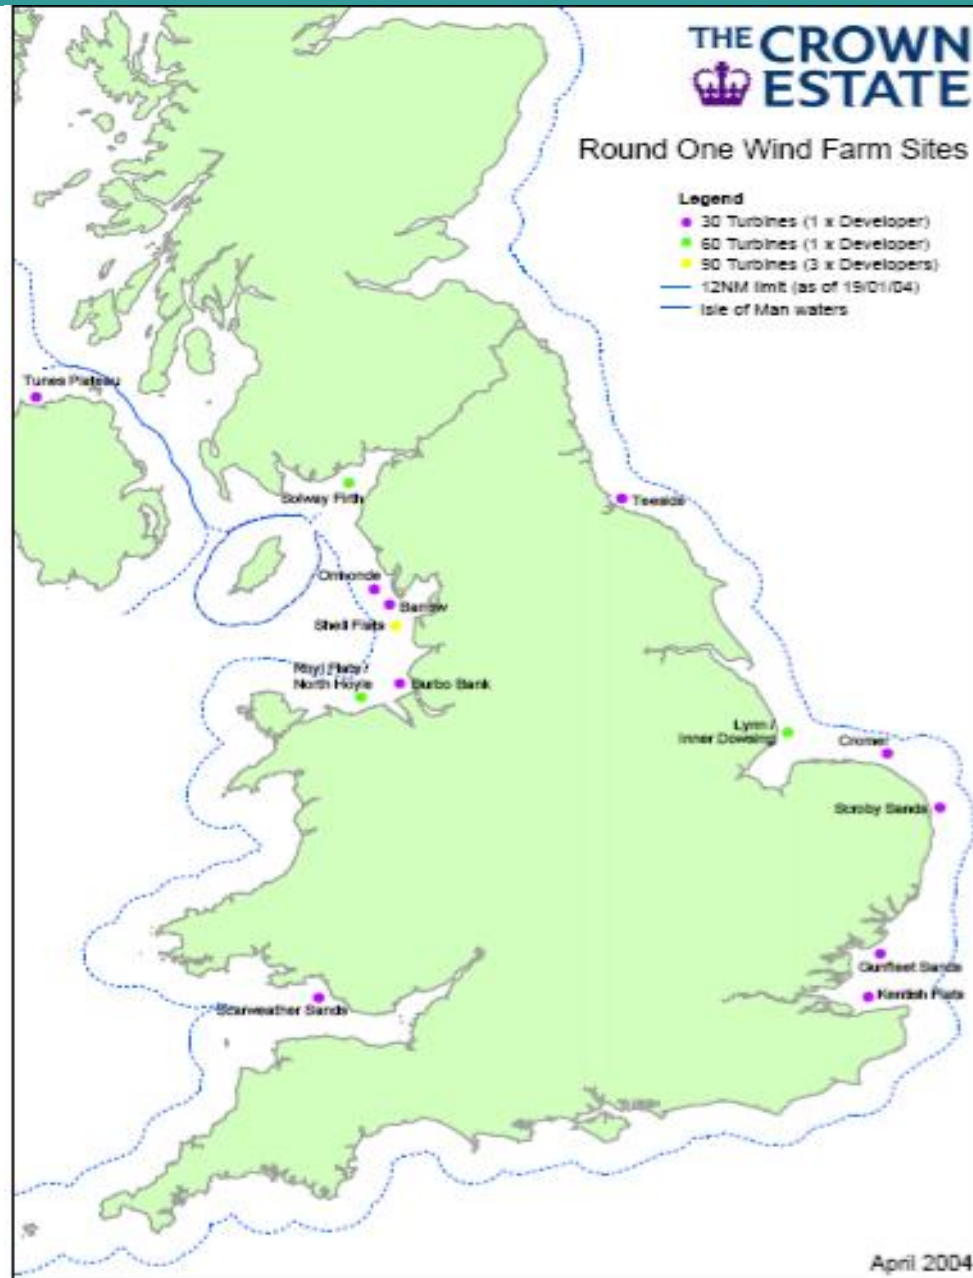 THE CROWN
ESTATE
Round One Wind Farm Sites
Legend
30 Turbines (1 x Developer)
60 Turbines (1 x Developer)
90 Turbines (3 x Developers)
12NM limit (as of 19/01/04)
Isle of Man waters
Tunes Plateau
Solway Firth
Teeside
Ormonde
Barrow
Shell Flats
Rhyl Flats /
North Hoyle
Burbo Bank
Lynn /
Inner Dowsing
Cromer
Scroby Sands
Gunfleet Sands
Kentish Flats
Scarweather Sands
April 2004